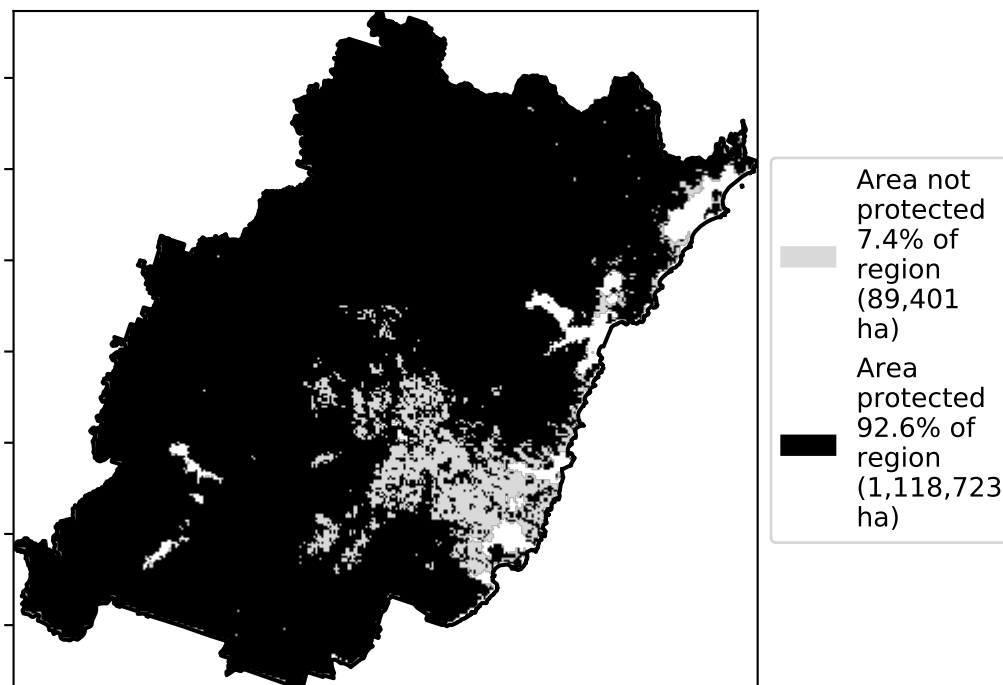 Area not
protected
7.4% of
region
(89,401
ha)
Area
protected
92.6% of
region
(1,118,723
ha)